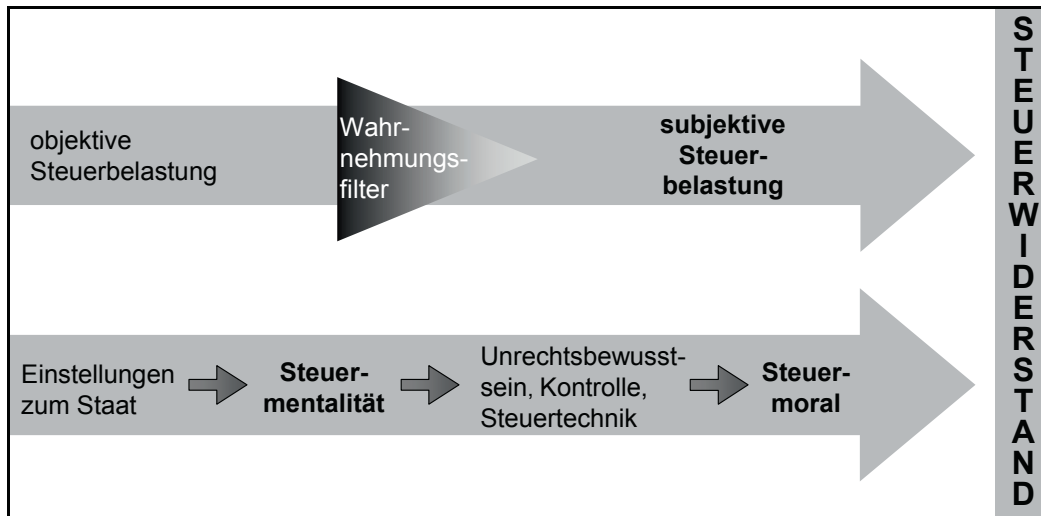 objektive
Steuerbelastung
Wahr-
nehmungs-
filter
subjektive
Steuer-
belastung
Einstellungen
zum Staat
Steuer-
mentalität
Unrechtsbewusst-
sein, Kontrolle,
Steuertechnik
Steuer-
moral
STEUERWIDERSTAND